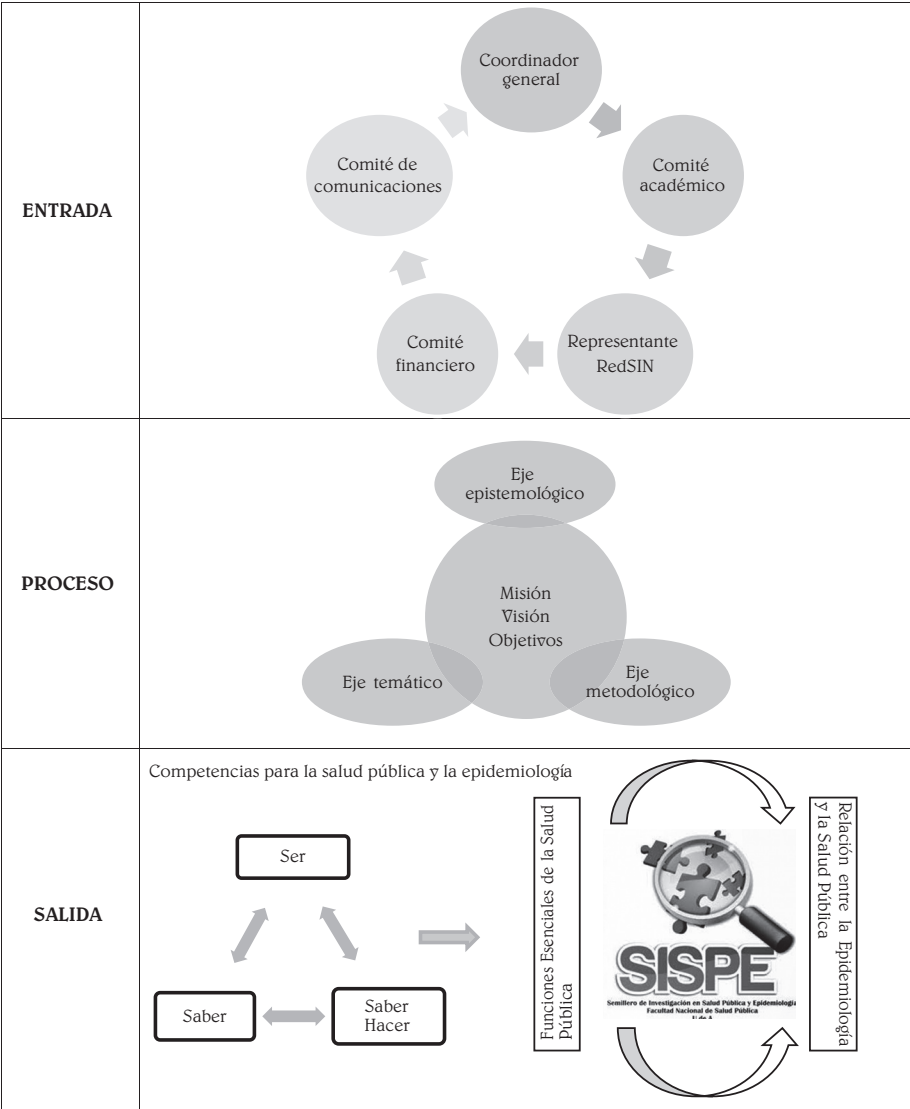 ENTRADA
Coordinador
general
Comité
académico
Representante
RedSIN
Comité
financiero
Comité de
comunicaciones
PROCESO
Eje
epistemológico
Misión
Visión
Objetivos
Eje temático
Eje
metodológico
SALIDA
Competencias para la salud pública y la epidemiología
Ser
Saber
Saber
Hacer
Funciones Esenciales de la Salud
Pública
SISPE
Semillero de Investigación en Salud Pública y Epidemiología
Facultad Nacional de Salud Pública
U de A
Relación entre la Epidemiología
y la Salud Pública